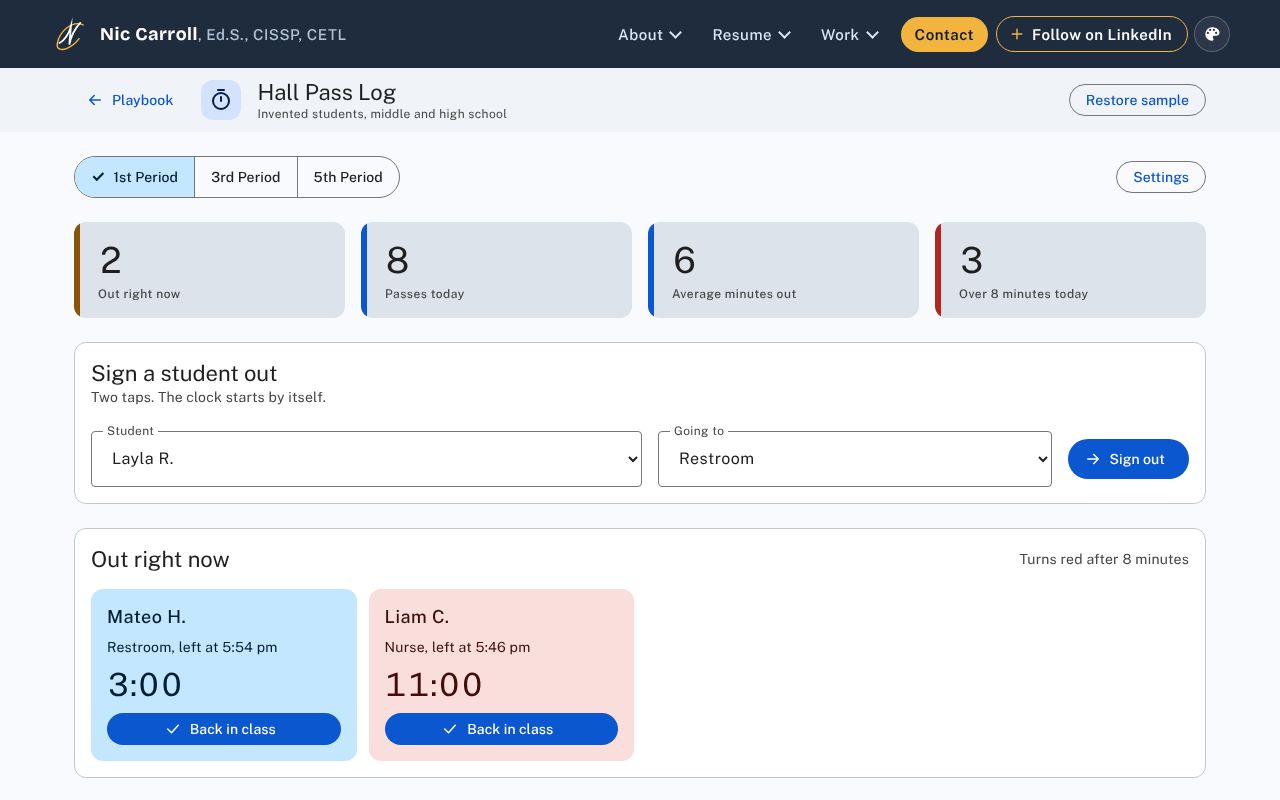 Nic Carroll, Ed.S., CISSP, CETL
About
Resume
Work
Contact
Follow on LinkedIn
Playbook
Hall Pass Log
Invented students, middle and high school
Restore sample
1st Period
3rd Period
5th Period
Settings
2
Out right now
8
Passes today
6
Average minutes out
3
Over 8 minutes today
Sign a student out
Two taps. The clock starts by itself.
Student
Layla R.
Going to
Restroom
Sign out
Out right now
Turns red after 8 minutes
Mateo H.
Restroom, left at 5:54 pm
3:00
Back in class
Liam C.
Nurse, left at 5:46 pm
11:00
Back in class